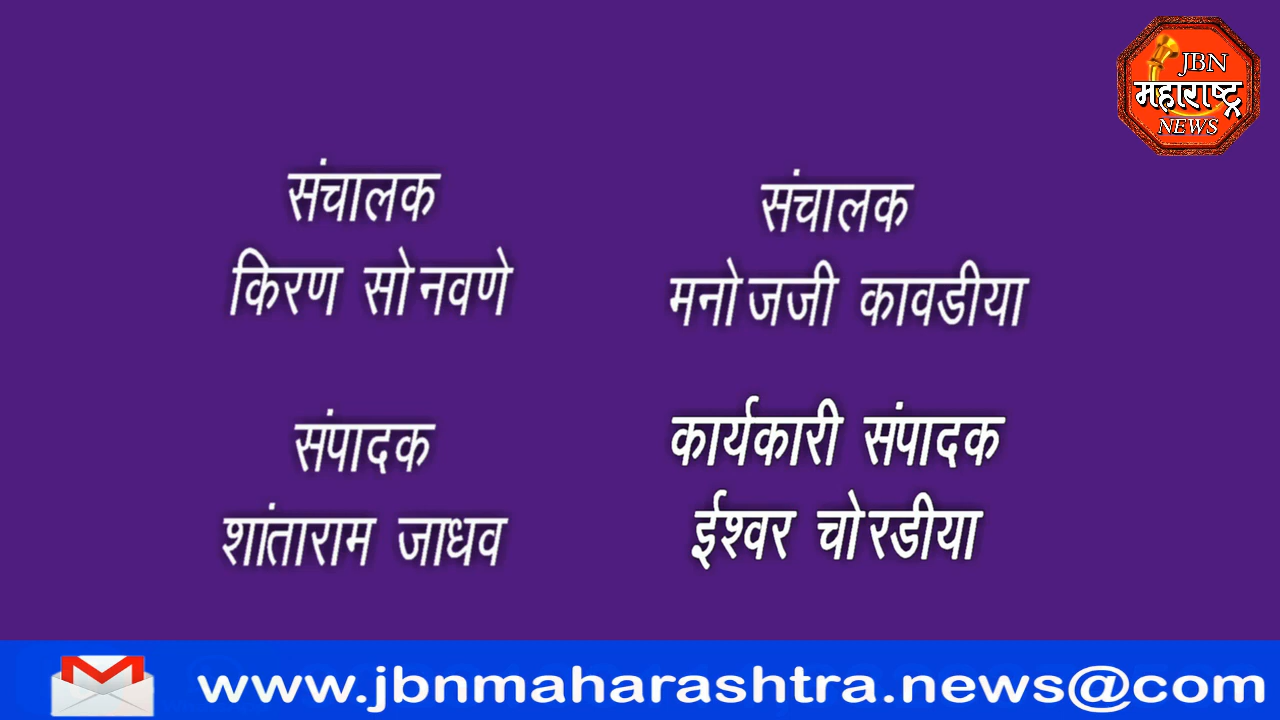 JBN
महाराष्ट्र
NEWS
संचालक
किरण सोनवणे
संचालक
मनोजजी कावडीया
संपादक
शांताराम जाधव
कार्यकारी संपादक
ईश्वर चोरडीया
www.jbnmaharashtra.news@com